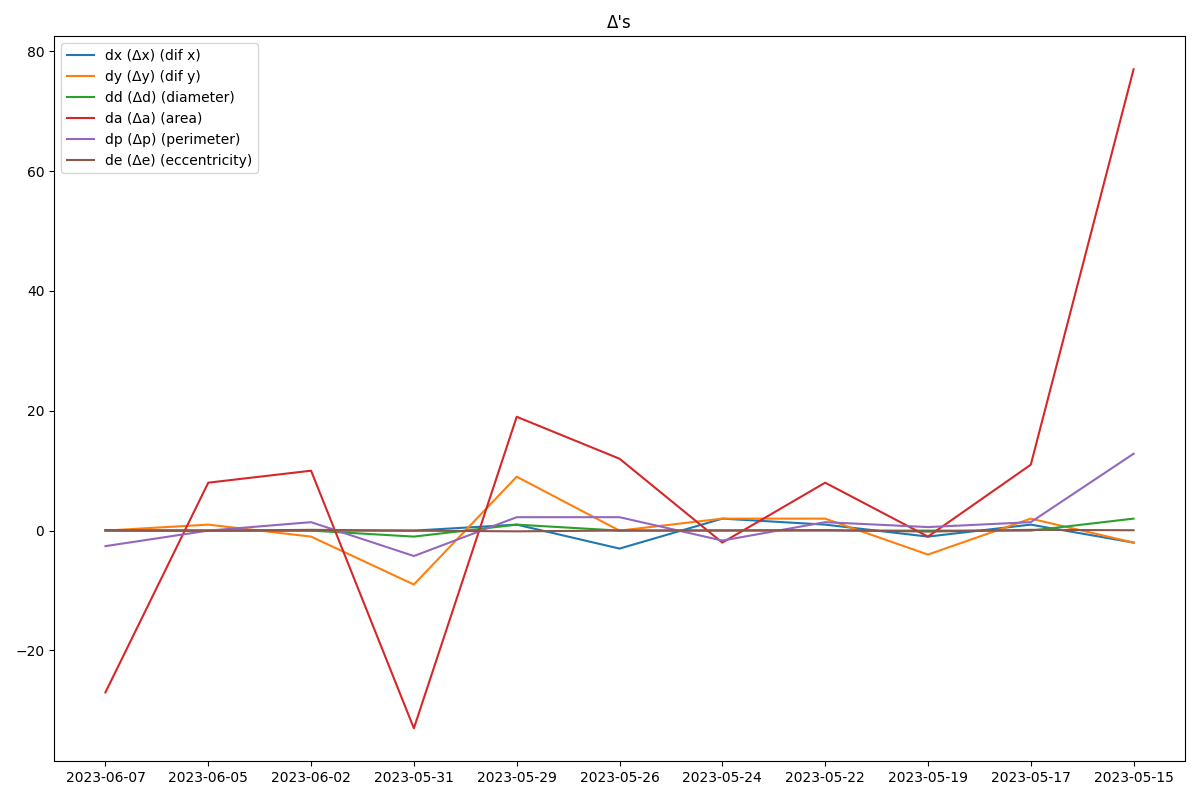 Δ's
dx (Δx) (dif x)
dy (Δy) (dif y)
dd (Δd) (diameter)
da (Δa) (area)
dp (Δp) (perimeter)
de (Δe) (eccentricity)
80
60
40
20
0
−20
2023-06-07 2023-06-05 2023-06-02 2023-05-31 2023-05-29 2023-05-26 2023-05-24 2023-05-22 2023-05-19 2023-05-17 2023-05-15